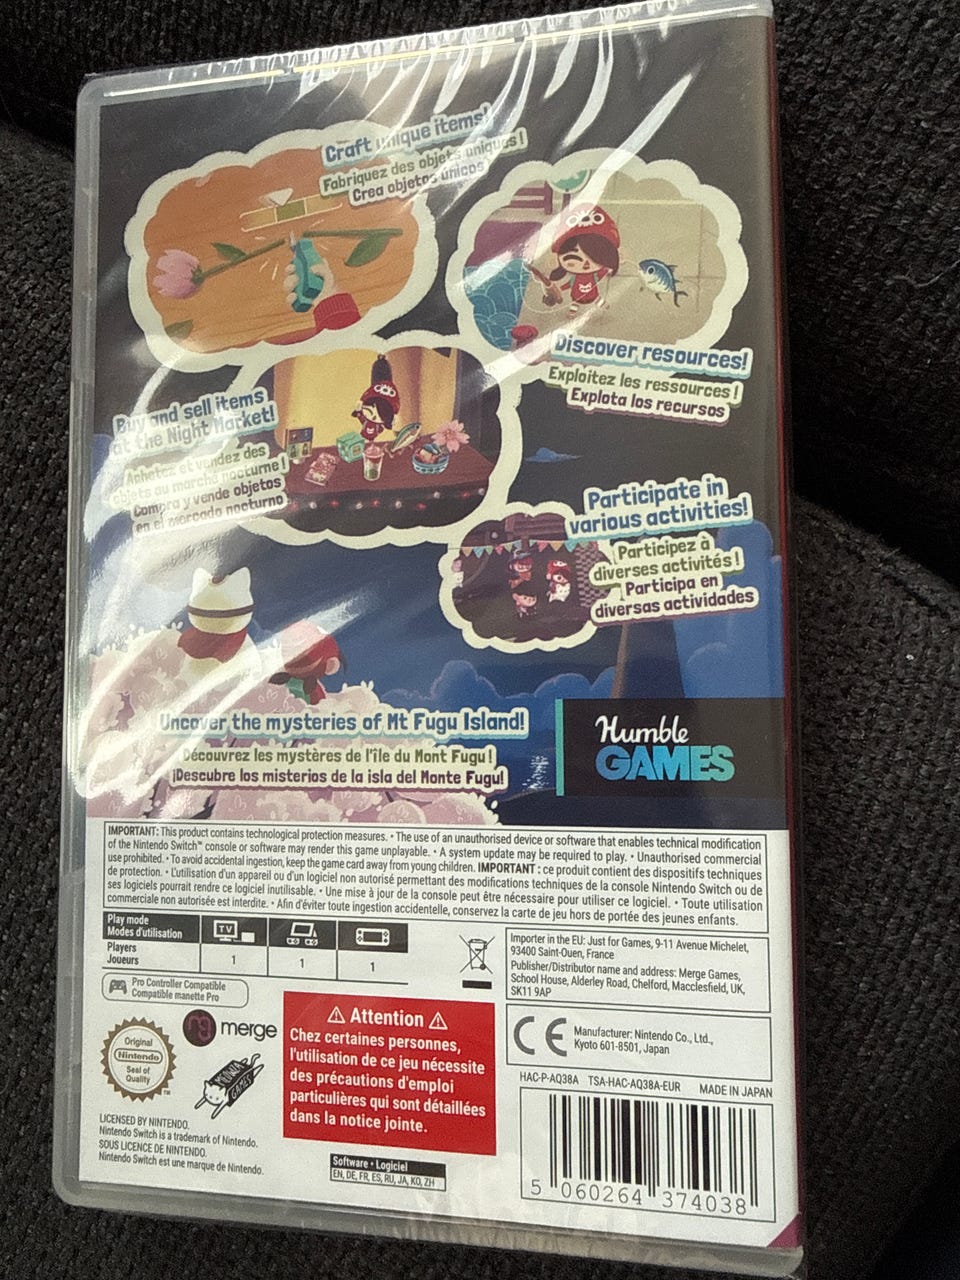 Craft unique items!
Fabriquez des objets uniques !
Crea objetos únicos
Discover resources!
Exploitez les ressources !
Explota los recursos
Buy and sell items
at the Night Market!
Achetez et vendez des
objets au marché nocturne !
Compra y vende objetos
en el mercado nocturno
Participate in
various activities!
Participez à
diverses activités !
Participa en
diversas actividades
Uncover the mysteries of Mt Fugu Island!
Découvrez les mystères de l'île du Mont Fugu !
¡Descubre los misterios de la isla del Monte Fugu!
Humble
GAMES
IMPORTANT: This product contains technological protection measures. • The use of an unauthorised device or software that enables technical modification
of the Nintendo Switch™ console or software may render this game unplayable. • A system update may be required to play. • Unauthorised commercial
use prohibited. • To avoid accidental ingestion, keep the game card away from young children. IMPORTANT : ce produit contient des dispositifs techniques
de protection. • L'utilisation d'un appareil ou d'un logiciel non autorisé permettant des modifications techniques de la console Nintendo Switch ou de
ses logiciels pourrait rendre ce logiciel inutilisable. • Une mise à jour de la console peut être nécessaire pour utiliser ce logiciel. • Toute utilisation
commerciale non autorisée est interdite. • Afin d'éviter toute ingestion accidentelle, conservez la carte de jeu hors de portée des jeunes enfants.
Play mode
Modes d'utilisation
TV
Players
Joueurs
1
1
1
Pro Controller Compatible
Compatible manette Pro
Importer in the EU: Just for Games, 9-11 Avenue Michelet,
93400 Saint-Ouen, France
Publisher/Distributor name and address: Merge Games,
School House, Alderley Road, Chelford, Macclesfield, UK,
SK11 9AP
CE
Manufacturer: Nintendo Co., Ltd.,
Kyoto 601-8501, Japan
Original
Nintendo
Seal of
Quality
TM
mg merge
GAMES
Attention
Chez certaines personnes,
l'utilisation de ce jeu nécessite
des précautions d'emploi
particulières qui sont détaillées
dans la notice jointe.
HAC-P-AQ38A TSA-HAC-AQ38A-EUR MADE IN JAPAN
LICENSED BY NINTENDO.
Nintendo Switch is a trademark of Nintendo.
SOUS LICENCE DE NINTENDO.
Nintendo Switch est une marque de Nintendo.
Software • Logiciel
EN, DE, FR, ES, RU, JA, KO, ZH
5 060264 374038